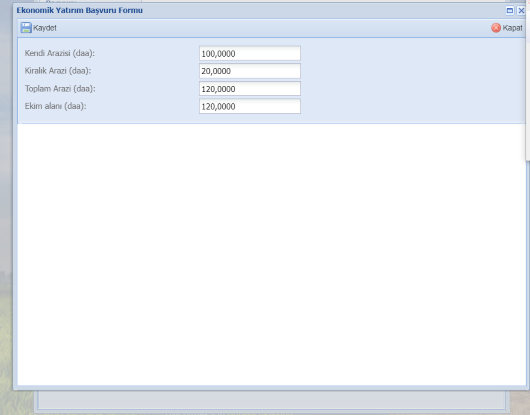 Ekonomik Yatırım Başvuru Formu
Kaydet
Kapat
Kendi Arazisi (daa): 100,0000
Kiralık Arazi (daa): 20,0000
Toplam Arazi (daa): 120,0000
Ekim alanı (daa): 120,0000